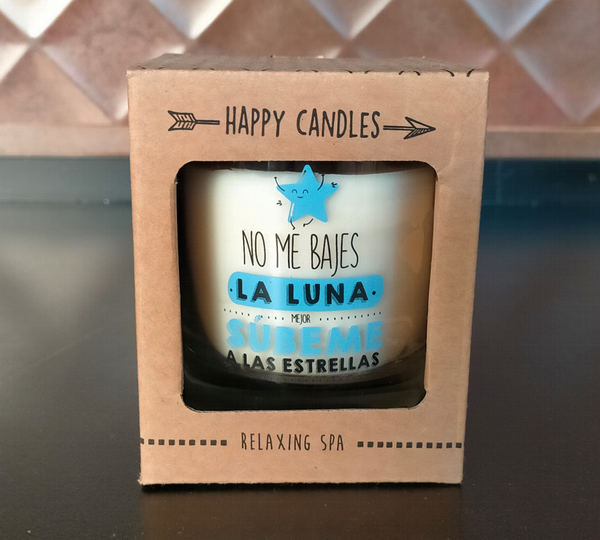 HAPPY CANDLES
NO ME BAJES
·LA LUNA·
MEJOR
SÚBEME
A LAS ESTRELLAS
RELAXING SPA